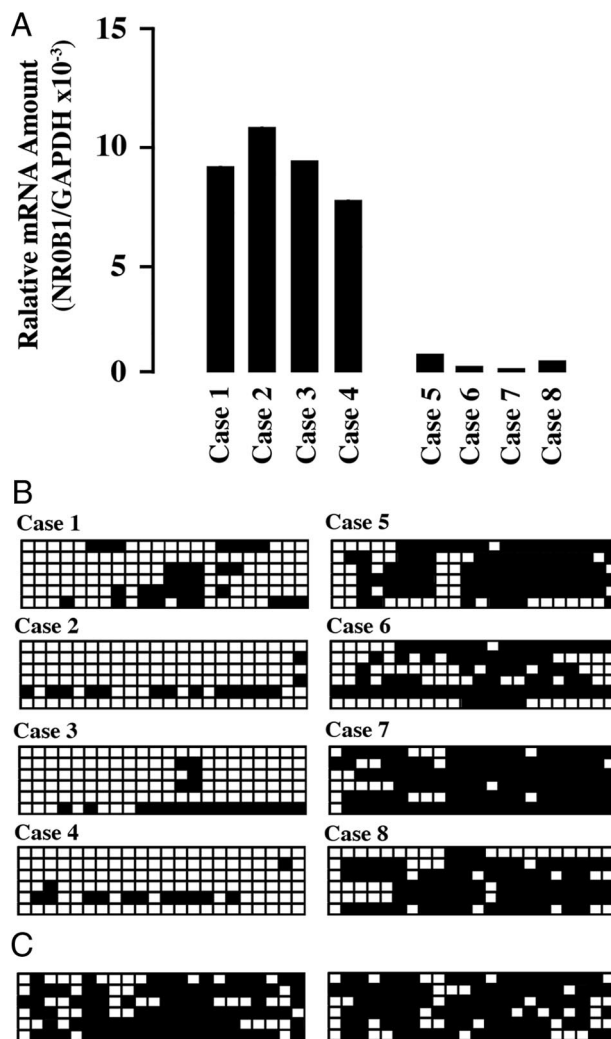 A
Ralative mRNA Amount
(NR0B1/GAPDH x10-3)
15
10
5
0
Case 1
Case 2
Case 3
Case 4
Case 5
Case 6
Case 7
Case 8
B
Case 1
Case 5
Case 2
Case 6
Case 3
Case 7
Case 4
Case 8
C